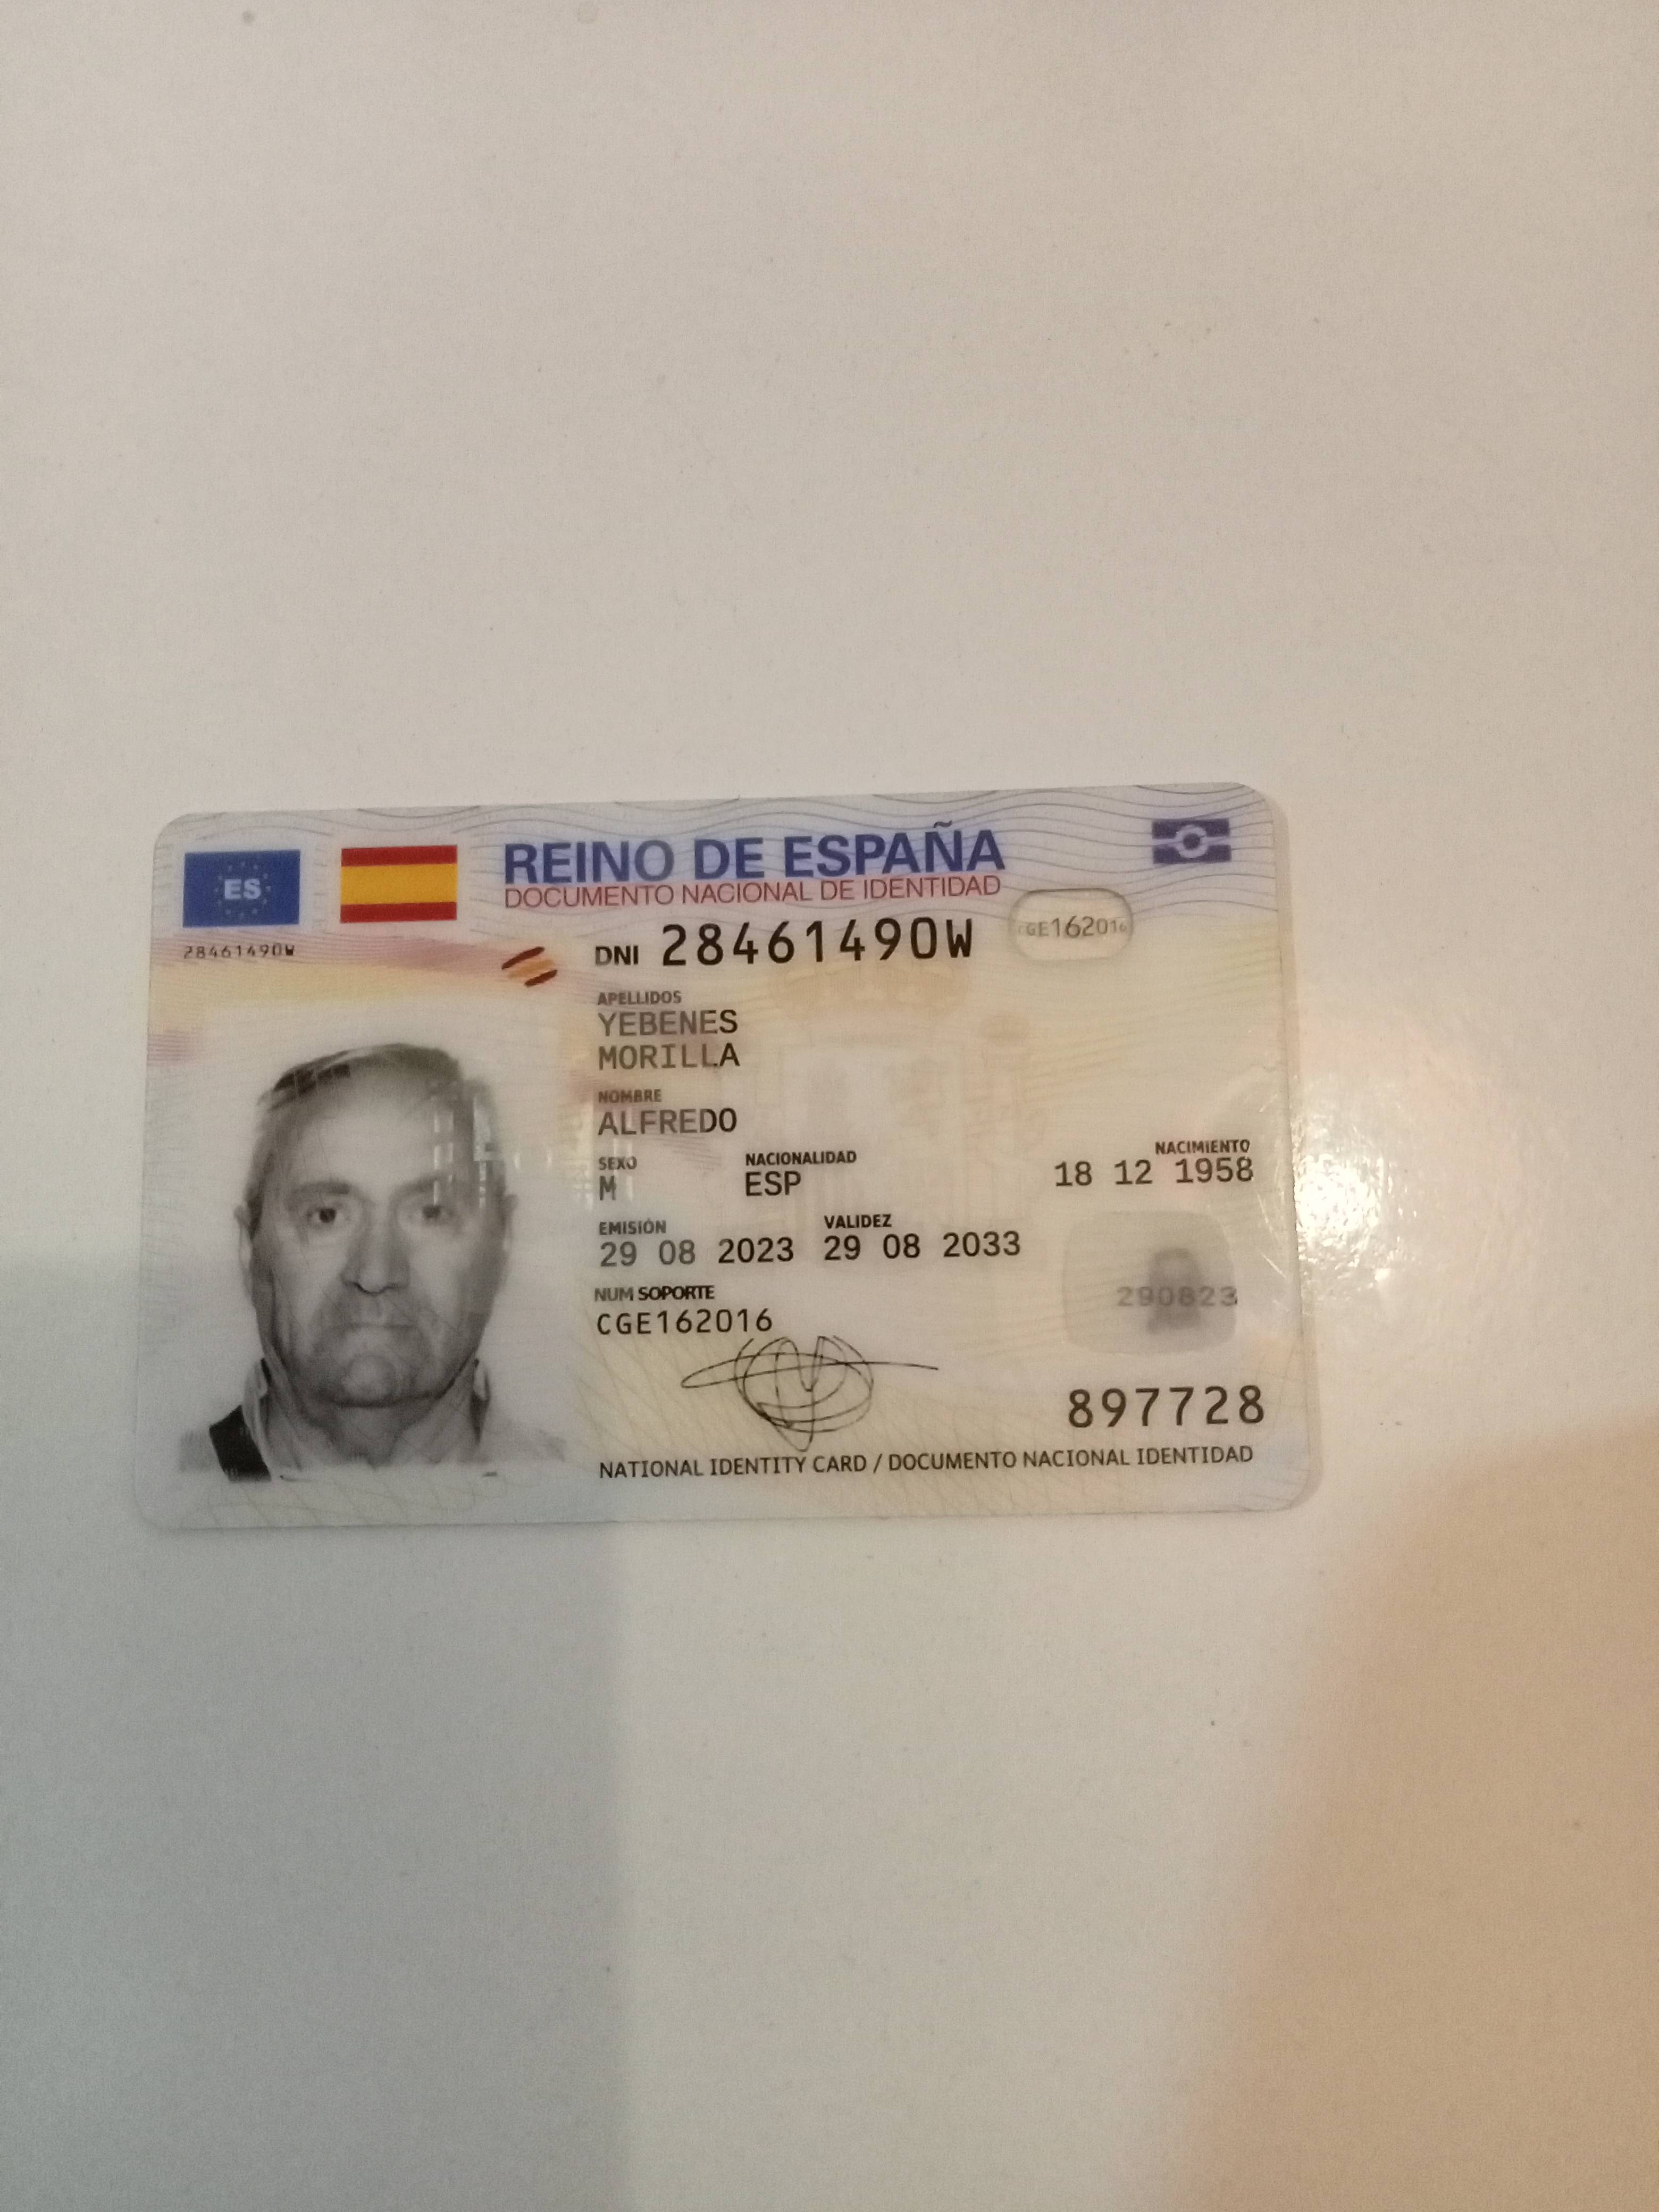 ES
REINO DE ESPAÑA
DOCUMENTO NACIONAL DE IDENTIDAD
28461490W
DNI 28461490W
GE162016
APELLIDOS
YEBENES
MORILLA
NOMBRE
ALFREDO
SEXO NACIONALIDAD NACIMIENTO
M ESP 18 12 1958
EMISIÓN VALIDEZ
29 08 2023 29 08 2033
NUM SOPORTE
CGE162016
290823
897728
NATIONAL IDENTITY CARD / DOCUMENTO NACIONAL IDENTIDAD